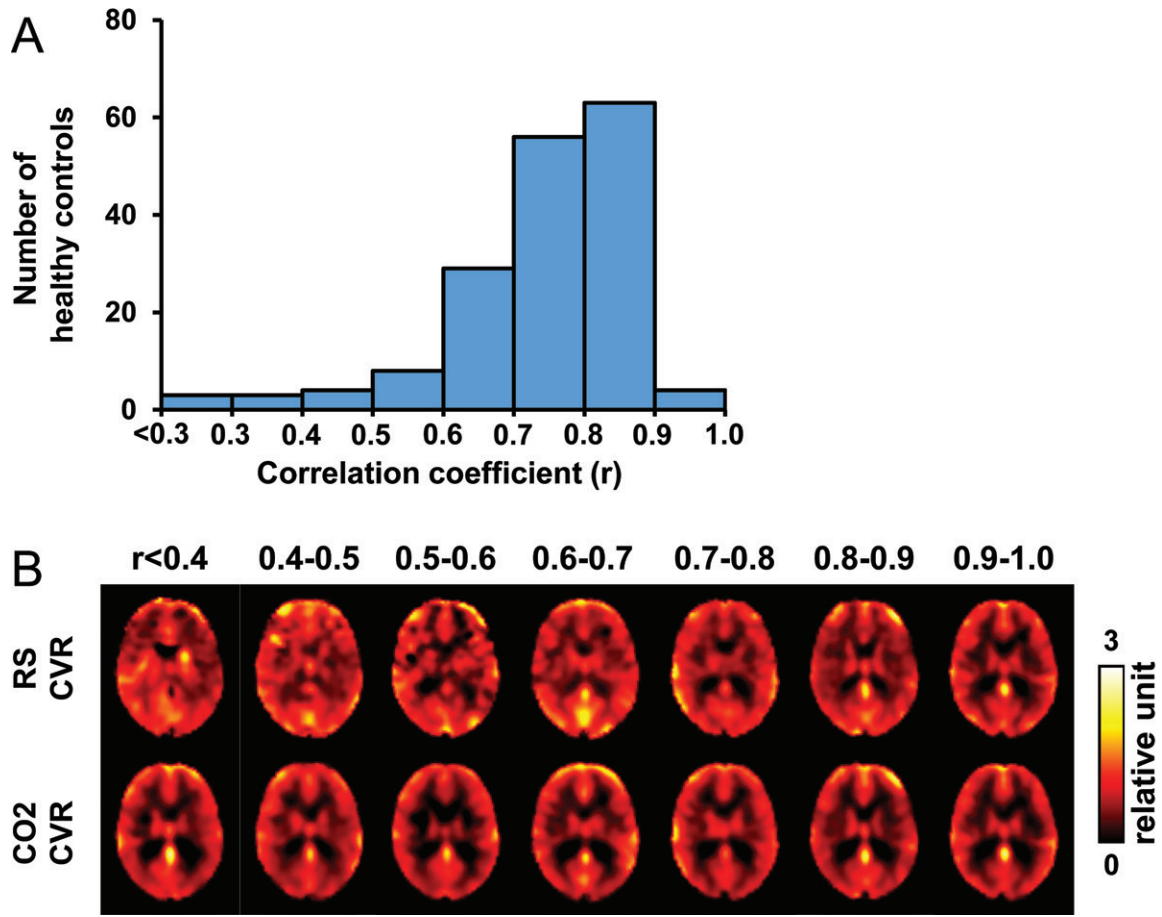 A
80
60
40
20
0
Number of
healthy controls
<0.3 0.3 0.4 0.5 0.6 0.7 0.8 0.9 1.0
Correlation coefficient (r)
B
r<0.4 0.4-0.5 0.5-0.6 0.6-0.7 0.7-0.8 0.8-0.9 0.9-1.0
RS
CVR
CO2
CVR
3
relative unit
0